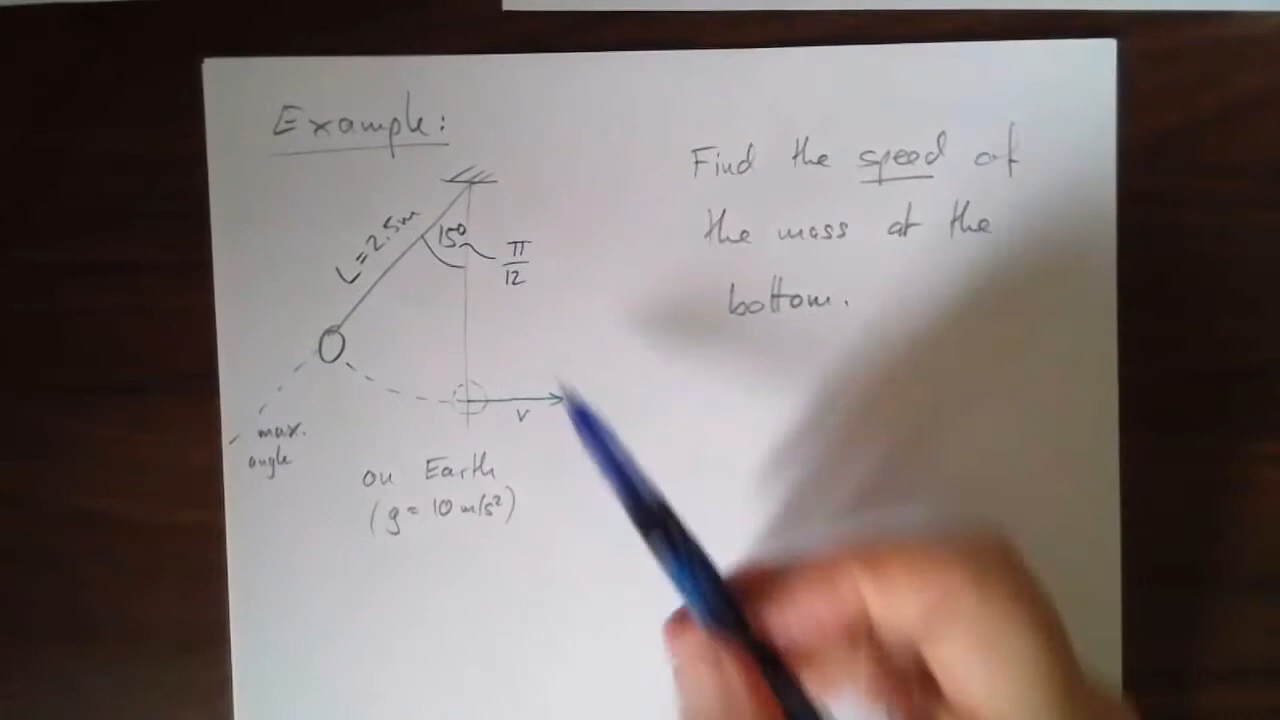 Example:
L=2.5m
15°
π/12
v
max.
angle
on Earth
(g = 10 m/s²)
Find the speed of
the mass at the
bottom.